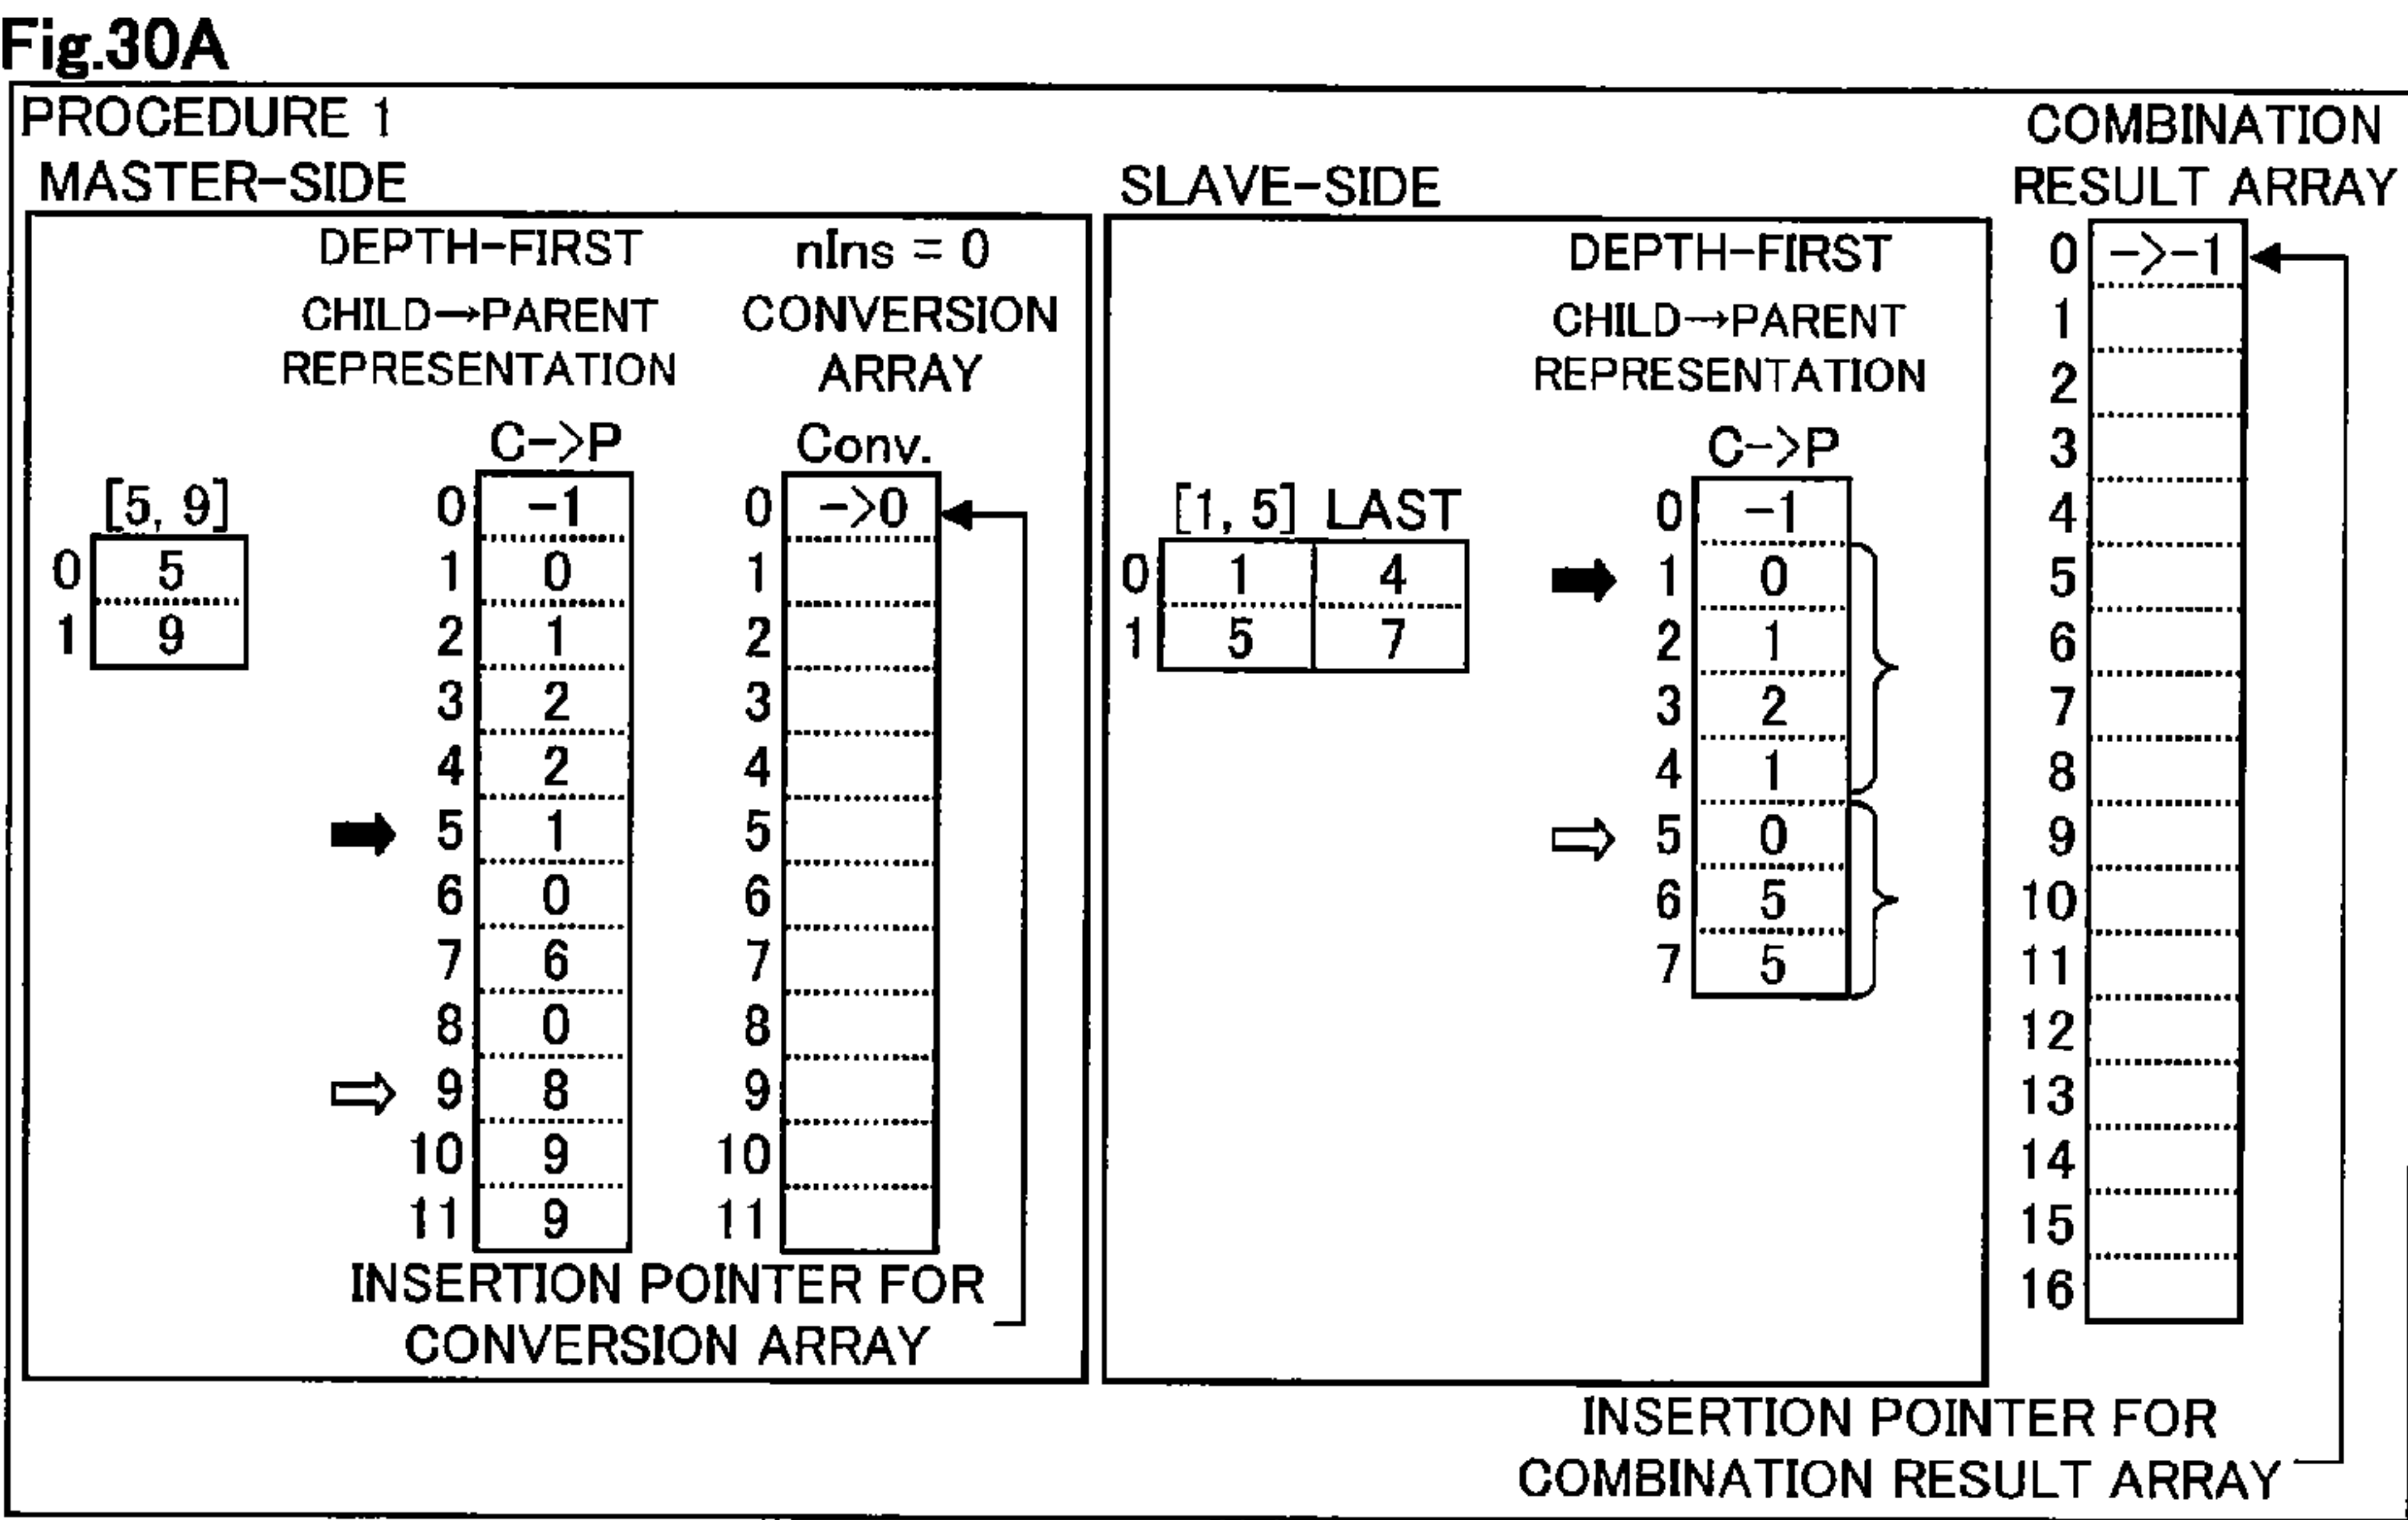 Fig.30A
PROCEDURE 1
MASTER-SIDE
DEPTH-FIRST nIns = 0
CHILD→PARENT CONVERSION
REPRESENTATION ARRAY
C->P Conv.
[5, 9]
0 5
1 9
0 -1
1 0
2 1
3 2
4 2
5 1
6 0
7 6
8 0
9 8
10 9
11 9
0 ->0
1
2
3
4
5
6
7
8
9
10
11
INSERTION POINTER FOR
CONVERSION ARRAY
SLAVE-SIDE
DEPTH-FIRST
CHILD→PARENT
REPRESENTATION
C->P
[1, 5] LAST
0 1 4
1 5 7
0 -1
1 0
2 1
3 2
4 1
5 0
6 5
7 5
COMBINATION
RESULT ARRAY
0 ->-1
1
2
3
4
5
6
7
8
9
10
11
12
13
14
15
16
INSERTION POINTER FOR
COMBINATION RESULT ARRAY